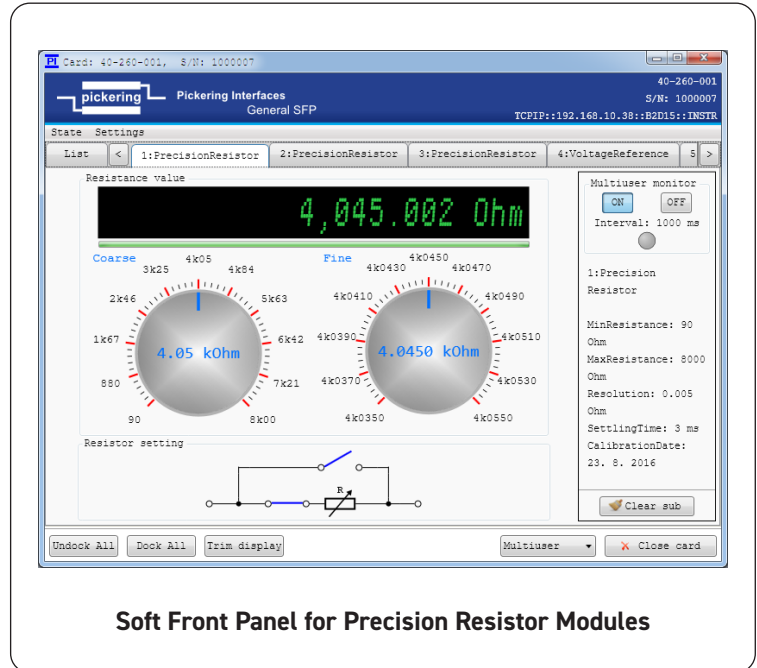 PI Card: 40-260-001, S/N: 1000007
pickering Pickering Interfaces
General SFP
40-260-001
S/N: 1000007
TCPIP::192.168.10.38::B2D15::INSTR
State Settings
List < 1:PrecisionResistor 2:PrecisionResistor 3:PrecisionResistor 4:VoltageReference 5 >
Resistance value
4,045.002 Ohm
Coarse
90
880
1k67
2k46
3k25
4k05
4k84
5k63
6k42
7k21
8k00
4.05 kOhm
Fine
4k0350
4k0370
4k0390
4k0410
4k0430
4k0450
4k0470
4k0490
4k0510
4k0530
4k0550
4.0450 kOhm
Resistor setting
R
Multiuser monitor
ON OFF
Interval: 1000 ms
1:Precision
Resistor
MinResistance: 90
Ohm
MaxResistance: 8000
Ohm
Resolution: 0.005
Ohm
SettlingTime: 3 ms
CalibrationDate:
23. 8. 2016
Clear sub
Undock All Dock All Trim display Multiuser Close card
Soft Front Panel for Precision Resistor Modules